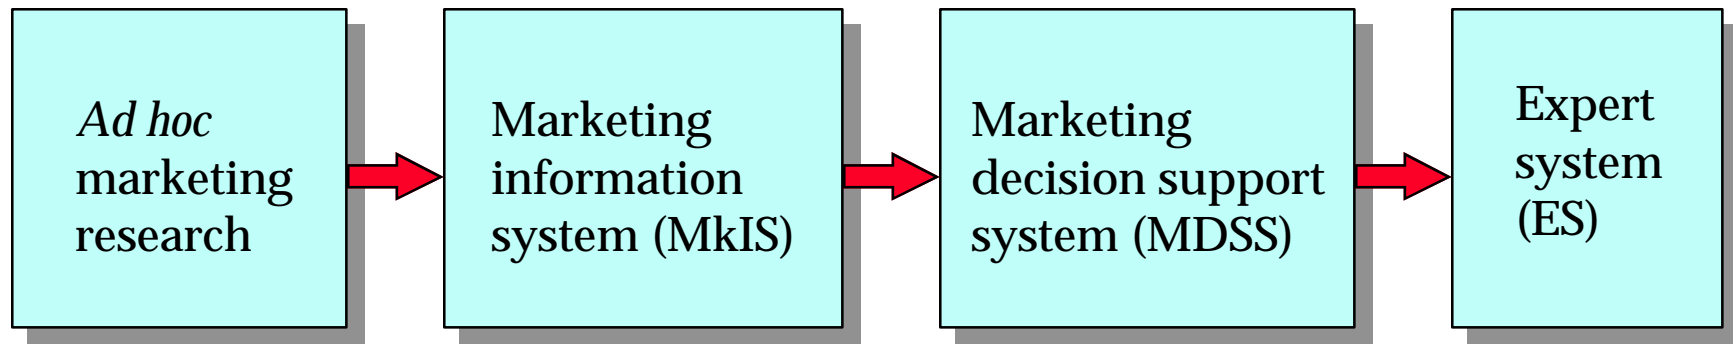 Ad hoc
marketing
research
Marketing
information
system (MkIS)
Marketing
decision support
system (MDSS)
Expert
system
(ES)